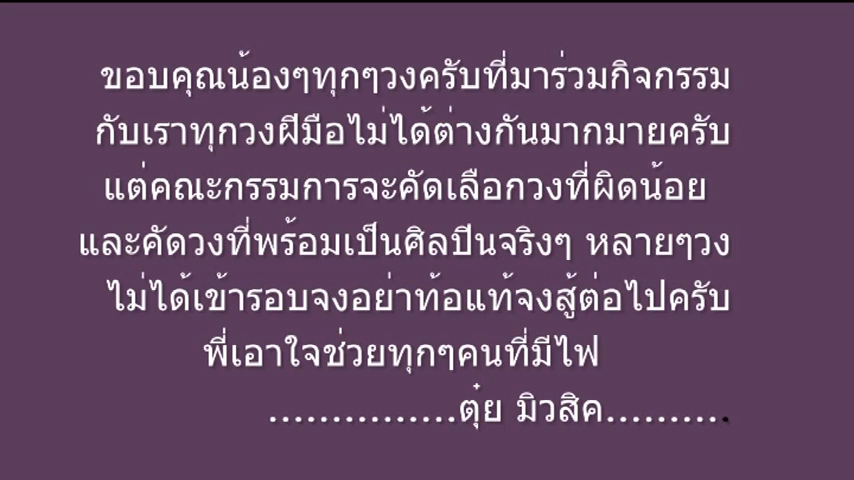 ขอบคุณน้องๆทุกๆวงครับที่มาร่วมกิจกรรม
กับเราทุกวงฝีมือไม่ได้ต่างกันมากมายครับ
แต่คณะกรรมการจะคัดเลือกวงที่ผิดน้อย
และคัดวงที่พร้อมเป็นศิลปินจริงๆ หลายๆวง
ไม่ได้เข้ารอบจงอย่าท้อแท้จงสู้ต่อไปครับ
พี่เอาใจช่วยทุกๆคนที่มีไฟ
...............ตุ๋ย มิวสิค..........